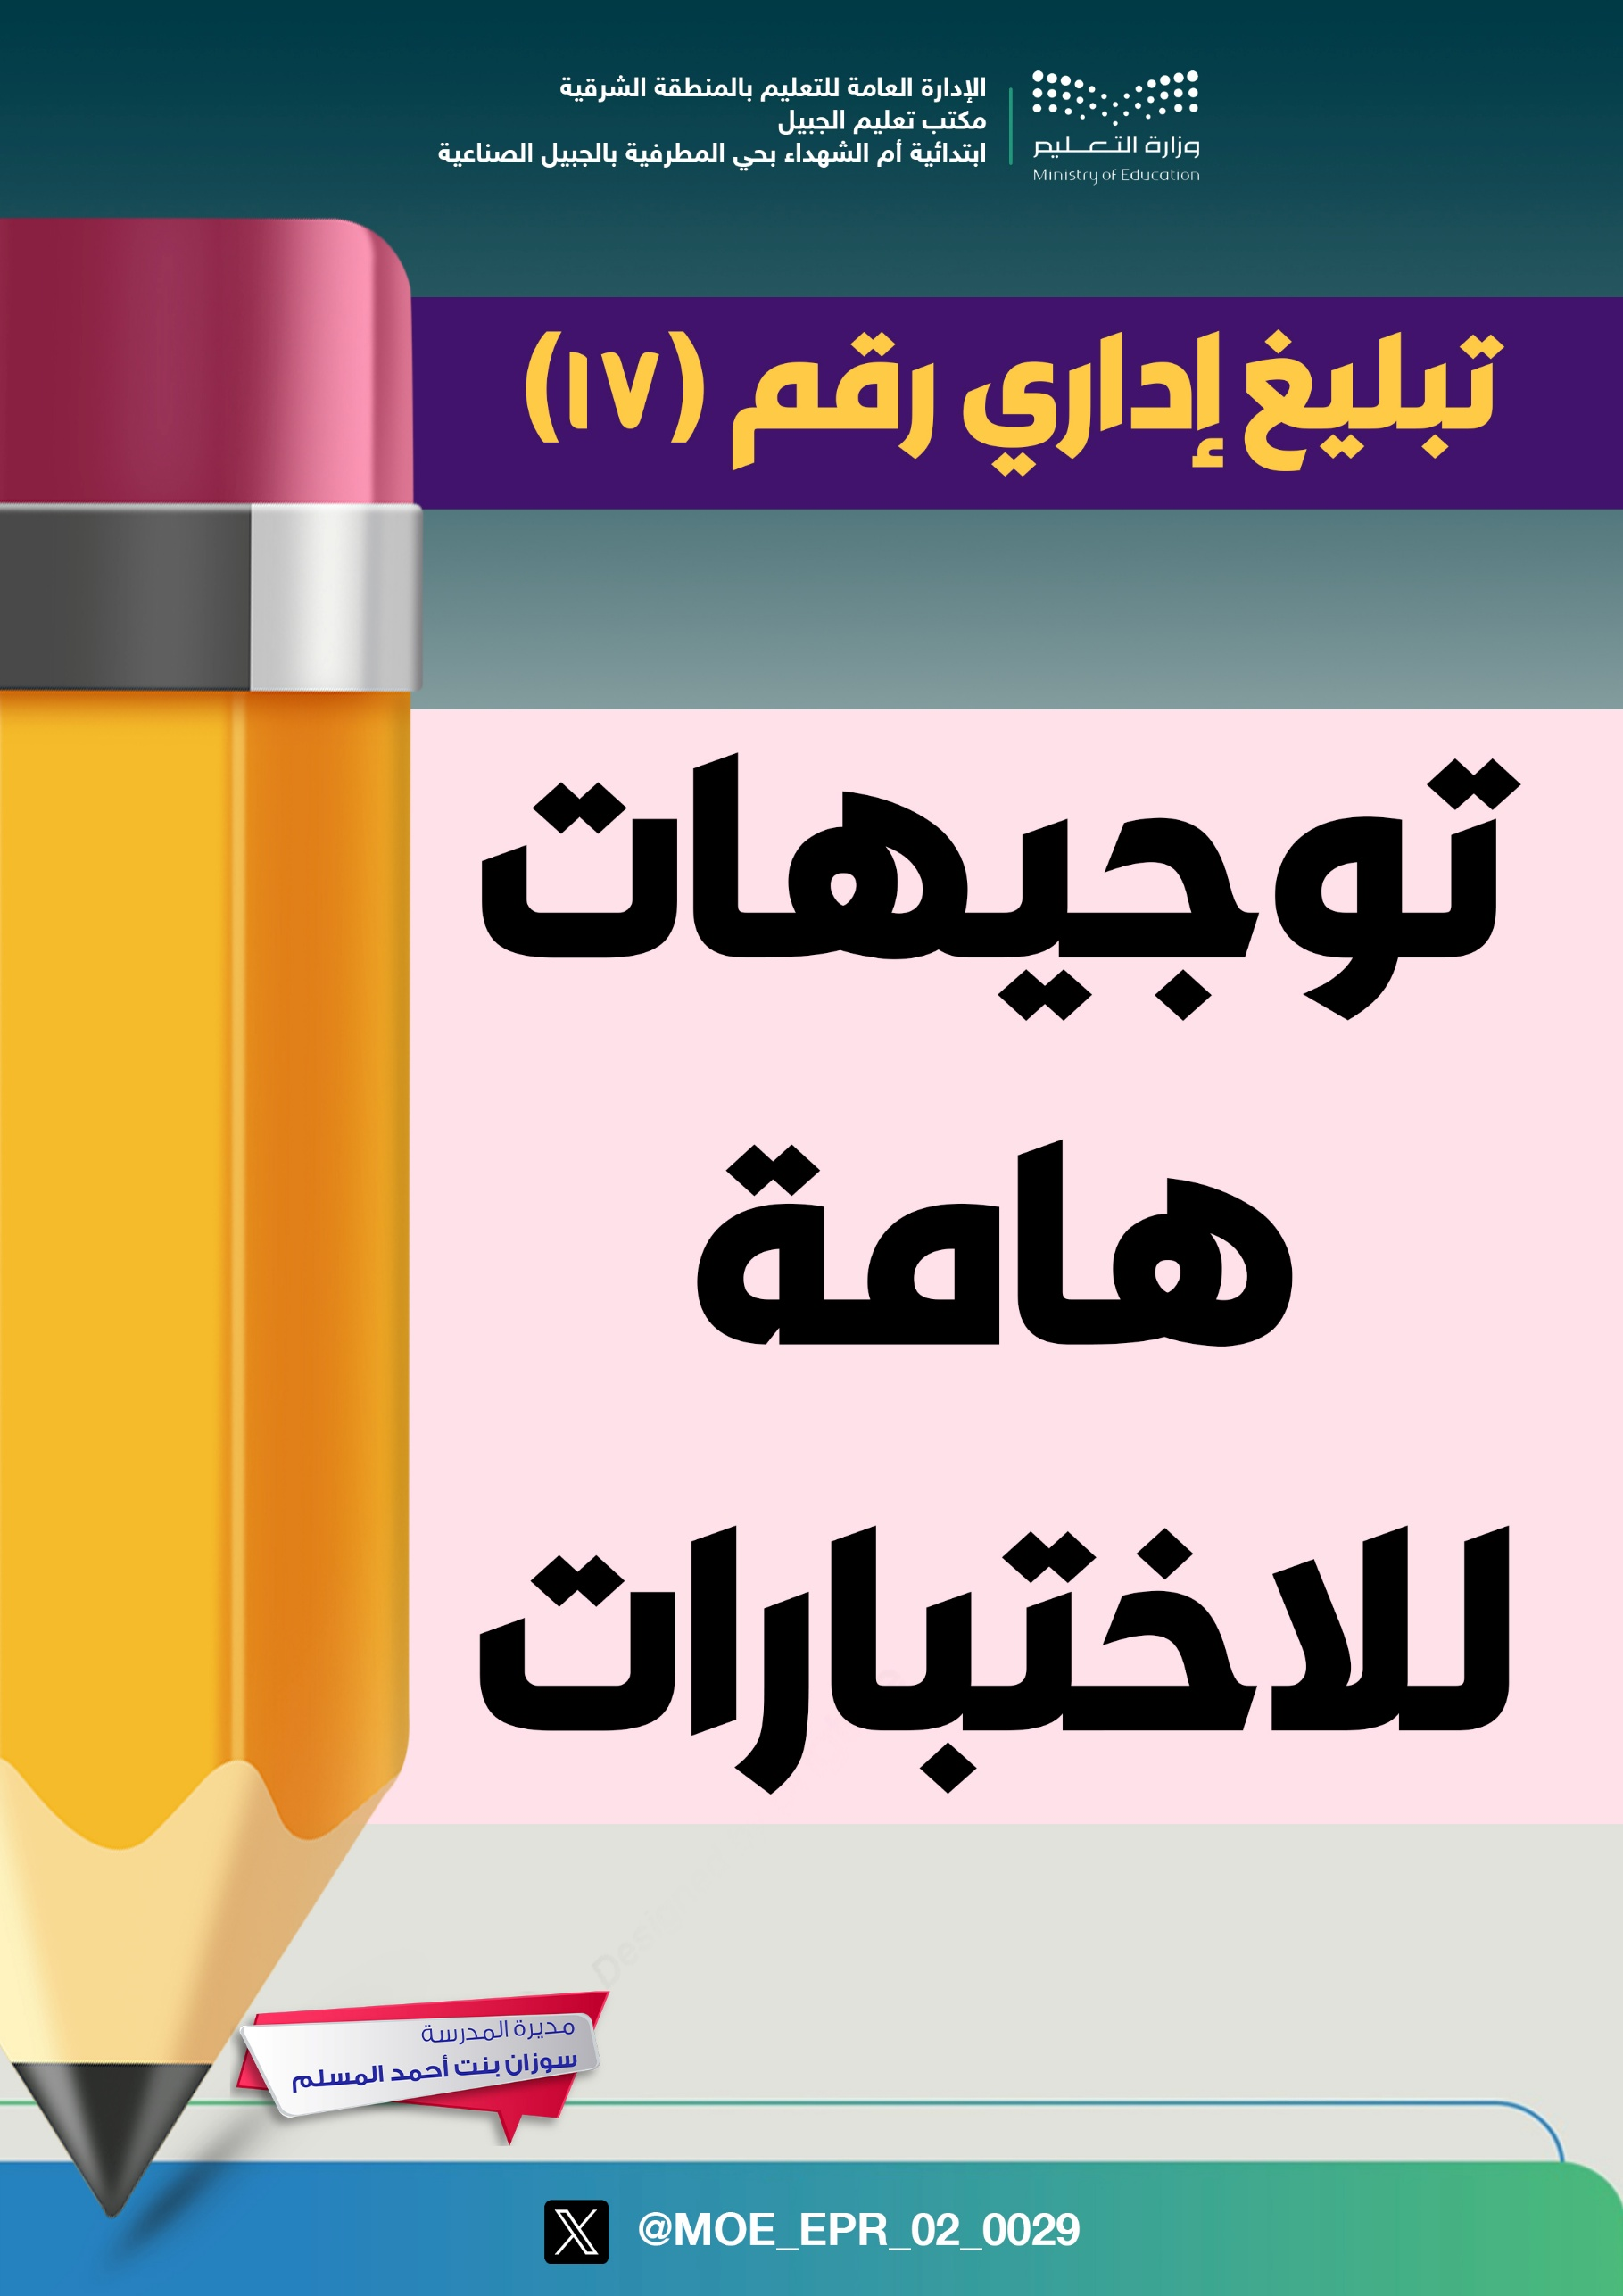 وزارة التعليم
Ministry of Education
الإدارة العامة للتعليم بالمنطقة الشرقية
مكتب تعليم الجبيل
ابتدائية أم الشهداء بحي المطرفية بالجبيل الصناعية
تبليغ إداري رقم (١٧)
توجيهات
هامة
للاختبارات
مديرة المدرسة
سوزان بنت أحمد المسلم
@MOE_EPR_02_0029